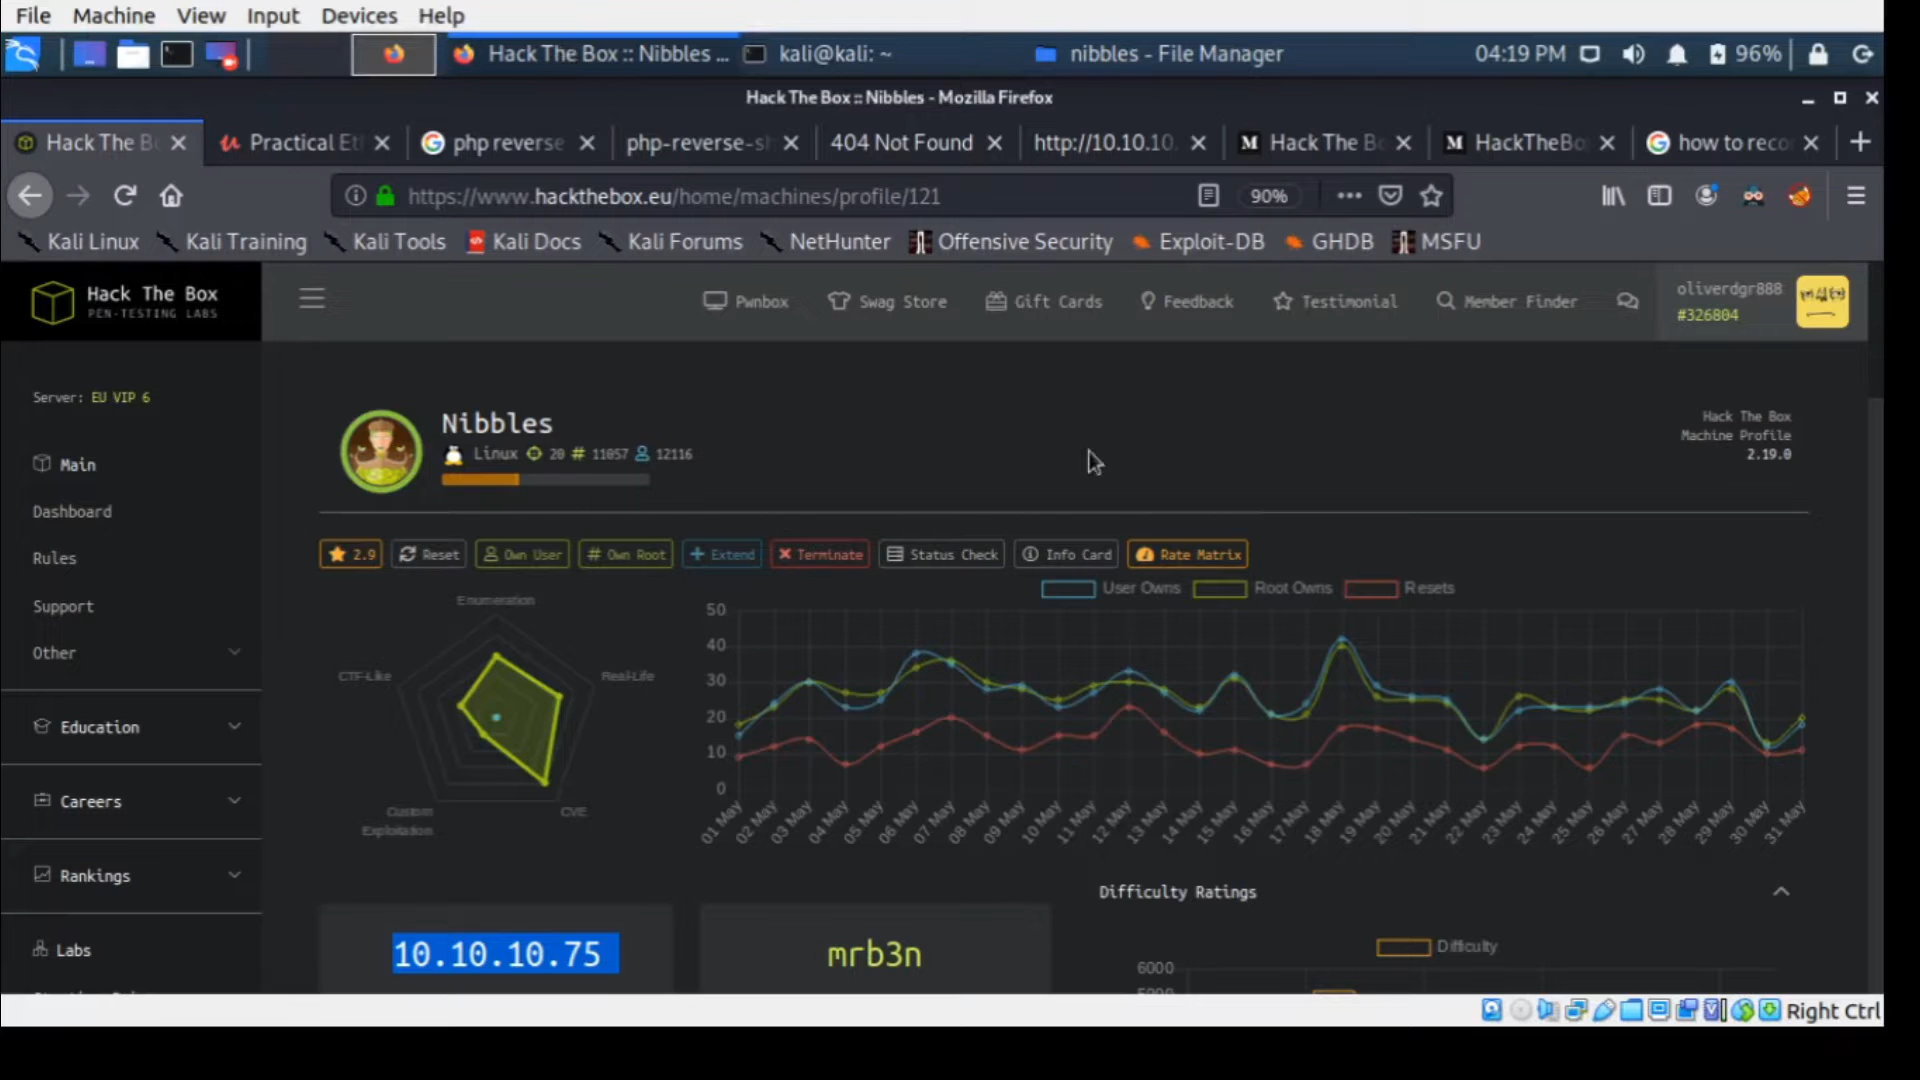 File Machine View Input Devices Help
Hack The Box :: Nibbles ... kali@kali: ~ nibbles - File Manager 04:19 PM 96%
Hack The Box :: Nibbles - Mozilla Firefox
Hack The B Practical Et php reverse php-reverse-s 404 Not Found http://10.10.10. Hack The B HackTheBo how to reco
https://www.hackthebox.eu/home/machines/profile/121 90%
Kali Linux Kali Training Kali Tools Kali Docs Kali Forums NetHunter Offensive Security Exploit-DB GHDB MSFU
Hack The Box
PEN-TESTING LABS
Pwnbox Swag Store Gift Cards Feedback Testimonial Member Finder
oliverdgr888
#326804
Server: EU VIP 6
Main
Dashboard
Rules
Support
Other
Education
Careers
Rankings
Labs
Nibbles
Linux 20 # 11057 12116
Hack The Box
Machine Profile
2.19.0
2.9 Reset Own User # Own Root + Extend Terminate Status Check Info Card Rate Matrix
Enumeration
CTF-Like
Real-Life
Custom
Exploitation
CVE
User Owns Root Owns Resets
50
40
30
20
10
0
01 May 02 May 03 May 04 May 05 May 06 May 07 May 08 May 09 May 10 May 11 May 12 May 13 May 14 May 15 May 16 May 17 May 18 May 19 May 20 May 21 May 22 May 23 May 24 May 25 May 26 May 27 May 28 May 29 May 30 May 31 May
10.10.10.75
mrb3n
Difficulty Ratings
Difficulty
6000
Right Ctrl